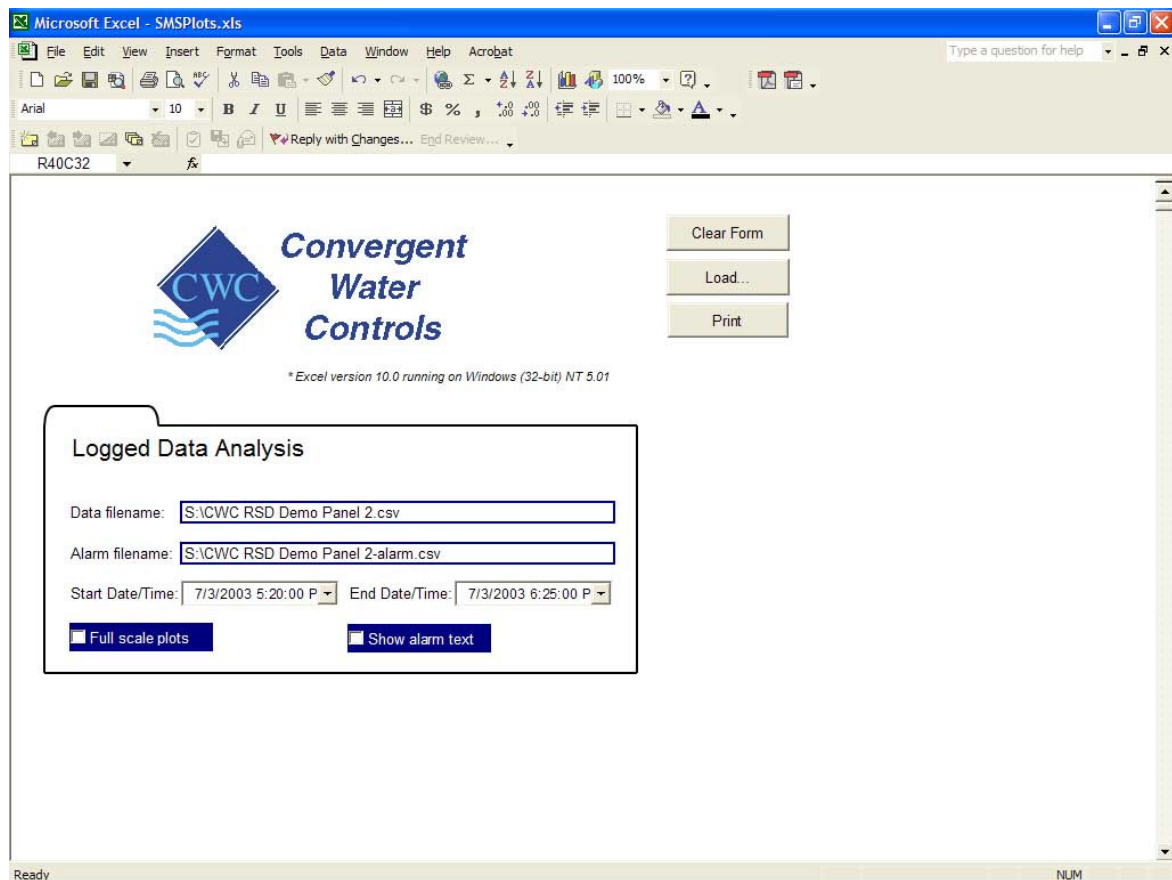 Microsoft Excel - SMSPlots.xls
File Edit View Insert Format Tools Data Window Help Acrobat
Type a question for help
100%
Arial 10 B I U $ % ,
Reply with Changes... End Review...
R40C32 fx
Clear Form
Load...
Print
CWC
Convergent
Water
Controls
* Excel version 10.0 running on Windows (32-bit) NT 5.01
Logged Data Analysis
Data filename: S:\CWC RSD Demo Panel 2.csv
Alarm filename: S:\CWC RSD Demo Panel 2-alarm.csv
Start Date/Time: 7/3/2003 5:20:00 P End Date/Time: 7/3/2003 6:25:00 P
Full scale plots Show alarm text
Ready NUM